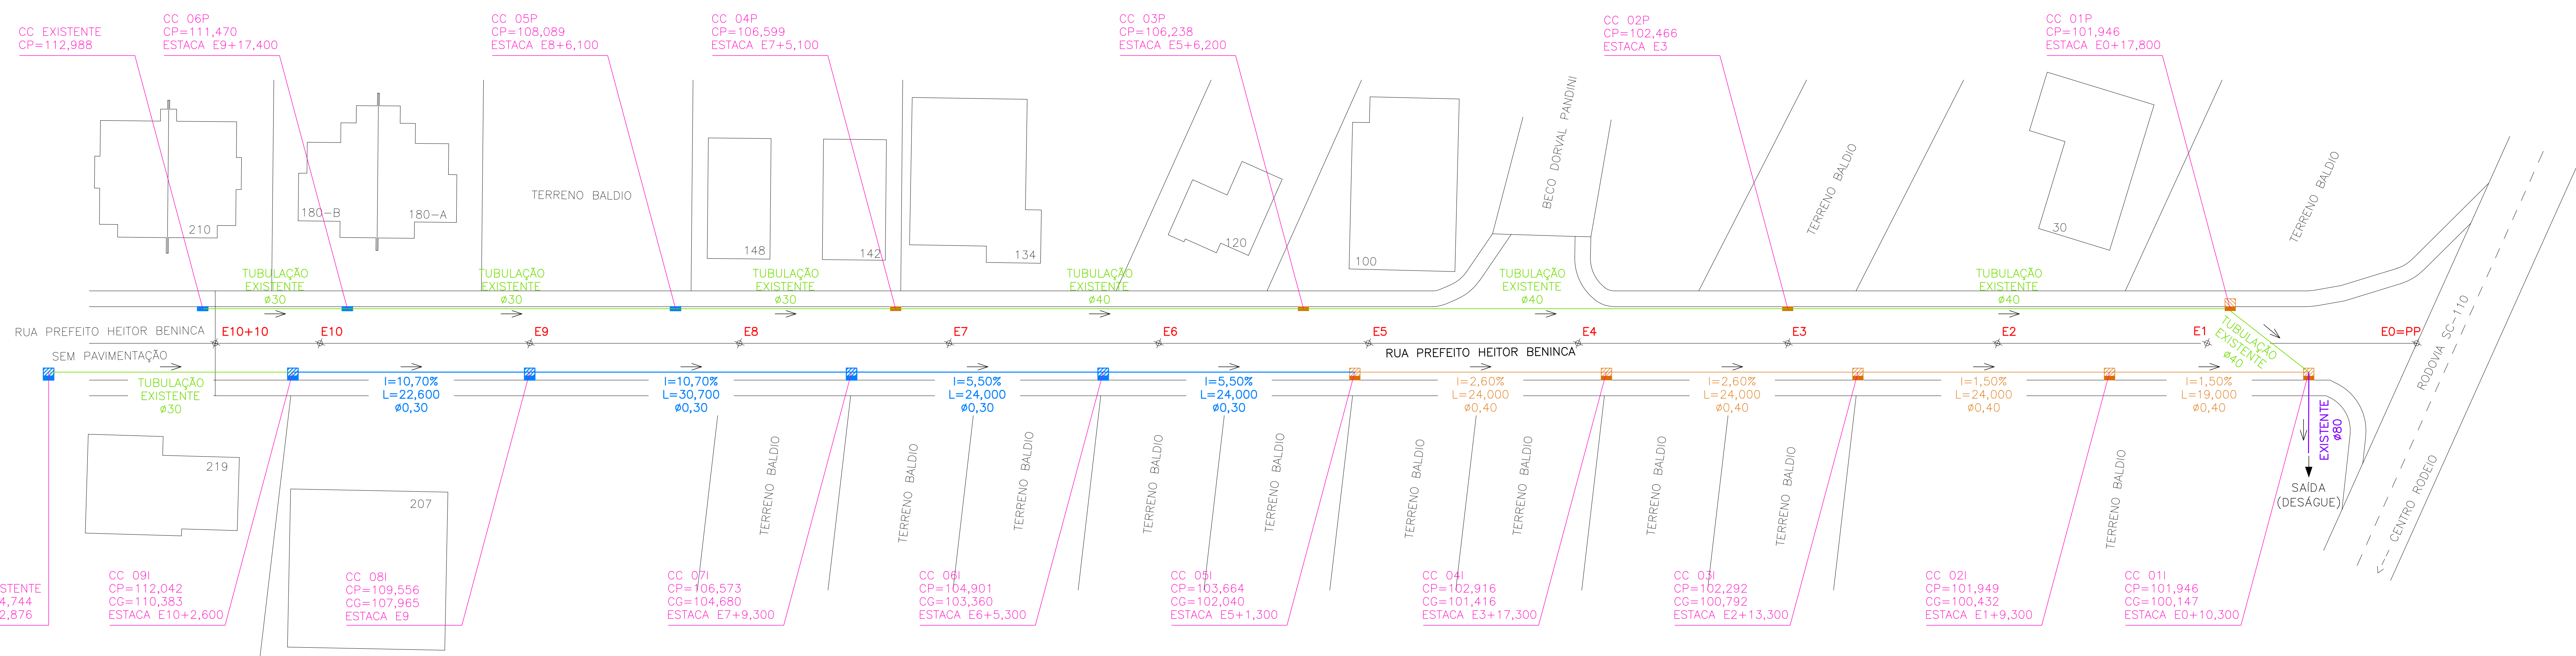 CC EXISTENTE
CP=112,988
CC 06P
CP=111,470
ESTACA E9+17,400
CC 05P
CP=108,089
ESTACA E8+6,100
CC 04P
CP=106,599
ESTACA E7+5,100
CC 03P
CP=106,238
ESTACA E5+6,200
CC 02P
CP=102,466
ESTACA E3
CC 01P
CP=101,946
ESTACA E0+17,800
210
180-B
180-A
TERRENO BALDIO
148
142
134
120
100
BECO DORVAL PANDINI
TERRENO BALDIO
30
TERRENO BALDIO
TUBULAÇÃO
EXISTENTE
ø30
TUBULAÇÃO
EXISTENTE
ø30
TUBULAÇÃO
EXISTENTE
ø30
TUBULAÇÃO
EXISTENTE
ø40
TUBULAÇÃO
EXISTENTE
ø40
TUBULAÇÃO
EXISTENTE
ø40
TUBULAÇÃO
EXISTENTE
ø40
RUA PREFEITO HEITOR BENINCA
E10+10
E10
E9
E8
E7
E6
E5
E4
E3
E2
E1
E0=PP
SEM PAVIMENTAÇÃO
RUA PREFEITO HEITOR BENINCA
RODOVIA SC-110
CENTRO RODEIO
TUBULAÇÃO
EXISTENTE
ø30
I=10,70%
L=22,600
ø0,30
I=10,70%
L=30,700
ø0,30
I=5,50%
L=24,000
ø0,30
I=5,50%
L=24,000
ø0,30
I=2,60%
L=24,000
ø0,40
I=2,60%
L=24,000
ø0,40
I=1,50%
L=24,000
ø0,40
I=1,50%
L=19,000
ø0,40
EXISTENTE
ø80
SAÍDA
(DESÁGUE)
219
207
TERRENO BALDIO
TERRENO BALDIO
TERRENO BALDIO
TERRENO BALDIO
TERRENO BALDIO
TERRENO BALDIO
TERRENO BALDIO
TERRENO BALDIO
TERRENO BALDIO
TERRENO BALDIO
STENTE
4,744
2,876
CC 09I
CP=112,042
CG=110,383
ESTACA E10+2,600
CC 08I
CP=109,556
CG=107,965
ESTACA E9
CC 07I
CP=106,573
CG=104,680
ESTACA E7+9,300
CC 06I
CP=104,901
CG=103,360
ESTACA E6+5,300
CC 05I
CP=103,664
CG=102,040
ESTACA E5+1,300
CC 04I
CP=102,916
CG=101,416
ESTACA E3+17,300
CC 03I
CP=102,292
CG=100,792
ESTACA E2+13,300
CC 02I
CP=101,949
CG=100,432
ESTACA E1+9,300
CC 01I
CP=101,946
CG=100,147
ESTACA E0+10,300